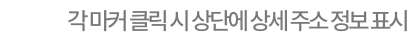 각 마커 클릭 시 상단에 상세 주소 정보 표시